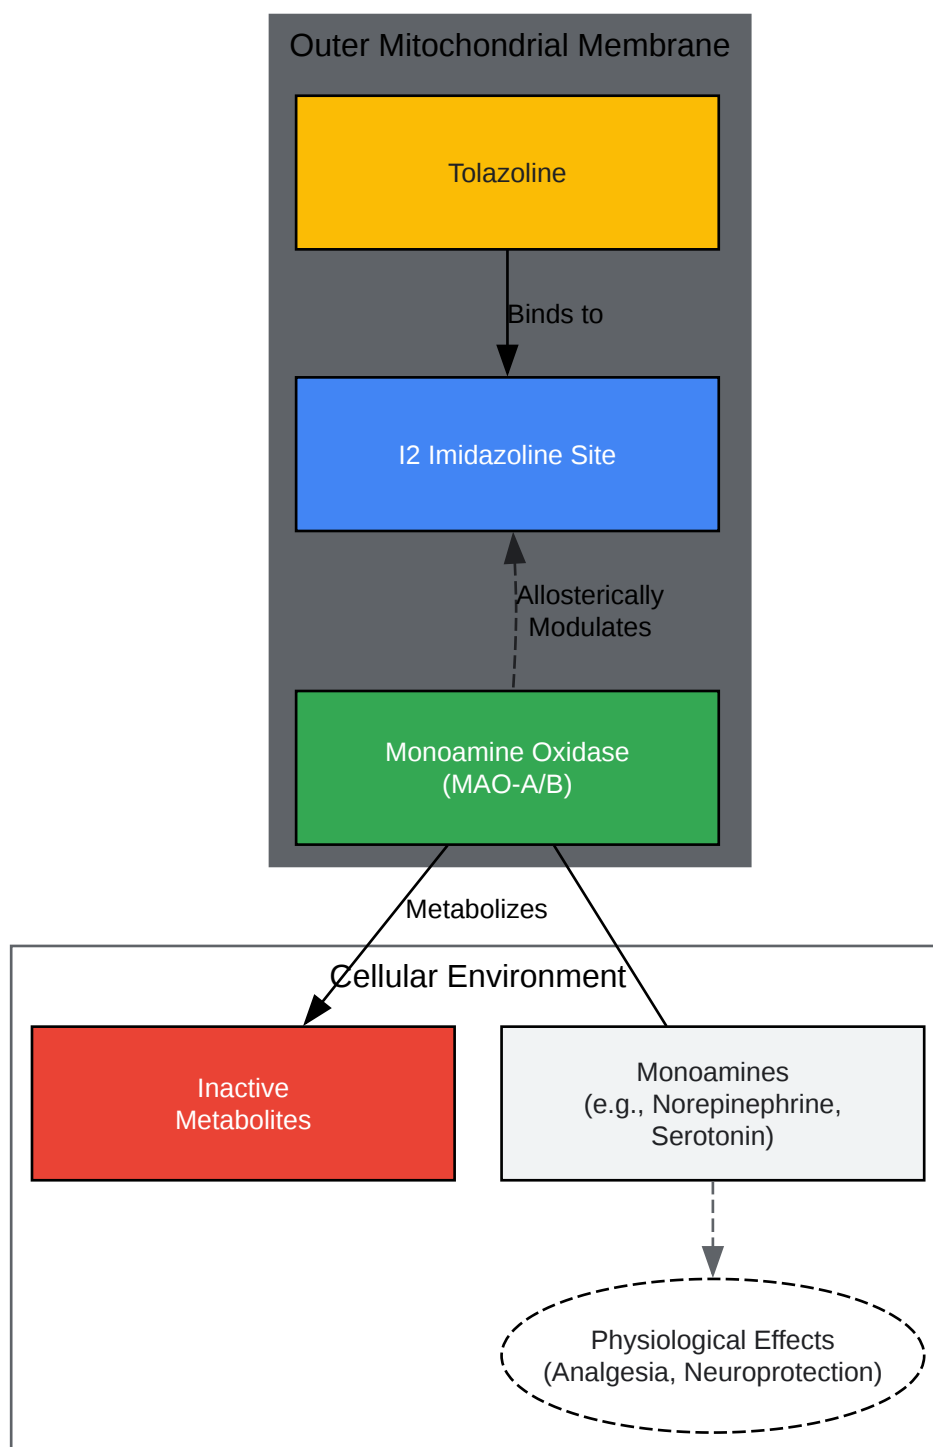 Outer Mitochondrial Membrane
Tolazoline
Binds to
I2 Imidazoline Site
Allosterically
Modulates
Monoamine Oxidase
(MAO-A/B)
Metabolizes
Cellular Environment
Inactive
Metabolites
Monoamines
(e.g., Norepinephrine,
Serotonin)
Physiological Effects
(Analgesia, Neuroprotection)